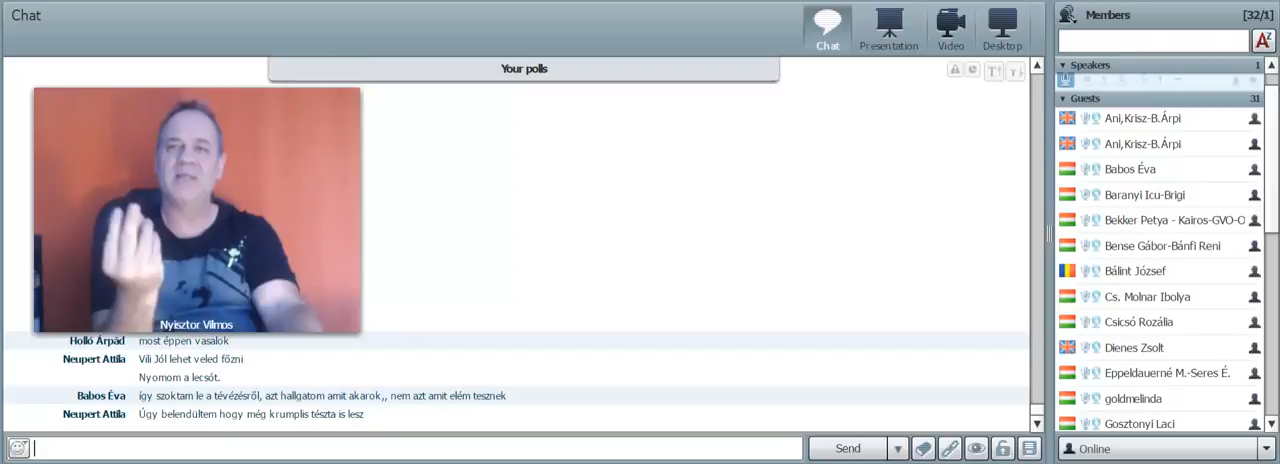 Chat
Chat
Presentation
Video
Desktop
Your polls
Nyisztor Vilmos
Holló Árpád most éppen vasalok
Neupert Attila Vili Jól lehet veled főzni
Nyomom a lecsót.
Babos Éva így szoktam le a tévézésről, azt hallgatom amit akarok,, nem azt amit elém tesznek
Neupert Attila Úgy belendültem hogy még krumplis tészta is lesz
Send
Members [32/1]
Speakers 1
Guests 31
Ani,Krisz-B.Árpi
Ani,Krisz-B.Árpi
Babos Éva
Baranyi Icu-Brigi
Bekker Petya - Kairos-GVO-O
Bense Gábor-Bánfi Reni
Bálint József
Cs. Molnar Ibolya
Csicsó Rozália
Dienes Zsolt
Eppeldauerné M.-Seres É.
goldmelinda
Gosztonyi Laci
Online